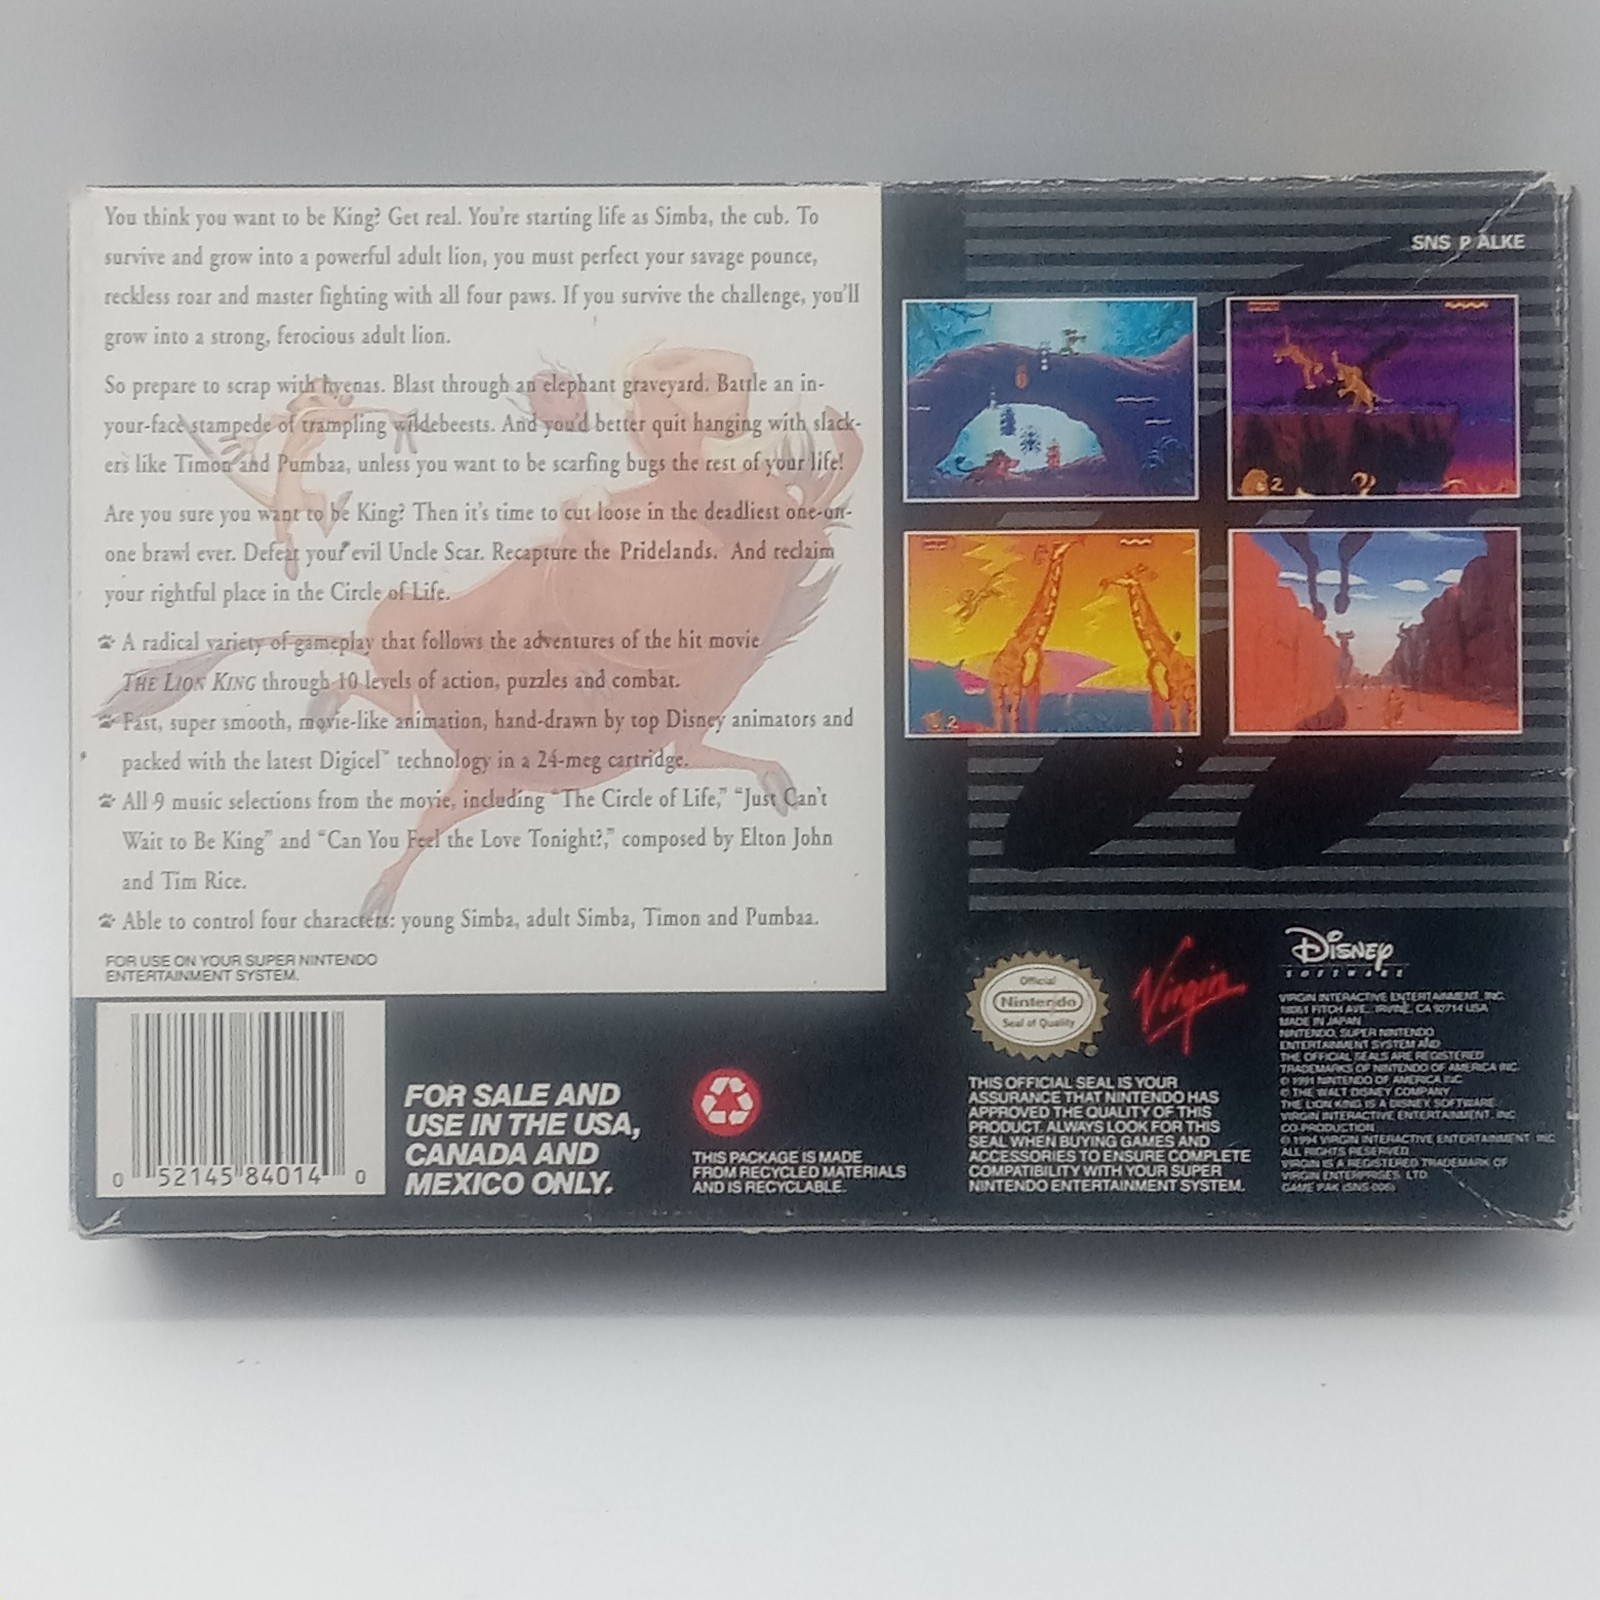 You think you want to be King? Get real. You're starting life as Simba, the cub. To
survive and grow into a powerful adult lion, you must perfect your savage pounce,
reckless roar and master fighting with all four paws. If you survive the challenge, you'll
grow into a strong, ferocious adult lion.
So prepare to scrap with hyenas. Blast through an elephant graveyard. Battle an in-
your-face stampede of trampling wildebeests. And you'd better quit hanging with slack-
ers like Timon and Pumbaa, unless you want to be scarfing bugs the rest of your life!
Are you sure you want to be King? Then it's time to cut loose in the deadliest one-on-
one brawl ever. Defeat your evil Uncle Scar. Recapture the Pridelands. And reclaim
your rightful place in the Circle of Life.
A radical variety of gameplay that follows the adventures of the hit movie
THE LION KING through 10 levels of action, puzzles and combat.
Fast, super smooth, movie-like animation, hand-drawn by top Disney animators and
packed with the latest Digicel™ technology in a 24-meg cartridge.
All 9 music selections from the movie, including "The Circle of Life," "Just Can't
Wait to Be King" and "Can You Feel the Love Tonight?," composed by Elton John
and Tim Rice.
Able to control four characters: young Simba, adult Simba, Timon and Pumbaa.
FOR USE ON YOUR SUPER NINTENDO
ENTERTAINMENT SYSTEM.
0 52145 84014 0
FOR SALE AND
USE IN THE USA,
CANADA AND
MEXICO ONLY.
THIS PACKAGE IS MADE
FROM RECYCLED MATERIALS
AND IS RECYCLABLE.
SNS P ALKE
2
2
Official
Nintendo
Seal of Quality
Virgin
THIS OFFICIAL SEAL IS YOUR
ASSURANCE THAT NINTENDO HAS
APPROVED THE QUALITY OF THIS
PRODUCT. ALWAYS LOOK FOR THIS
SEAL WHEN BUYING GAMES AND
ACCESSORIES TO ENSURE COMPLETE
COMPATIBILITY WITH YOUR SUPER
NINTENDO ENTERTAINMENT SYSTEM.
DISNEY
SOFTWARE
VIRGIN INTERACTIVE ENTERTAINMENT, INC.
18061 FITCH AVE., IRVINE, CA 92714 USA
MADE IN JAPAN
NINTENDO, SUPER NINTENDO
ENTERTAINMENT SYSTEM AND
THE OFFICIAL SEALS ARE REGISTERED
TRADEMARKS OF NINTENDO OF AMERICA INC.
© 1991 NINTENDO OF AMERICA INC.
© THE WALT DISNEY COMPANY
THE LION KING IS A DISNEY SOFTWARE/
VIRGIN INTERACTIVE ENTERTAINMENT, INC.
CO-PRODUCTION
© 1994 VIRGIN INTERACTIVE ENTERTAINMENT, INC.
ALL RIGHTS RESERVED.
VIRGIN IS A REGISTERED TRADEMARK OF
VIRGIN ENTERPRISES, LTD.
GAME PAK (SNS-006)